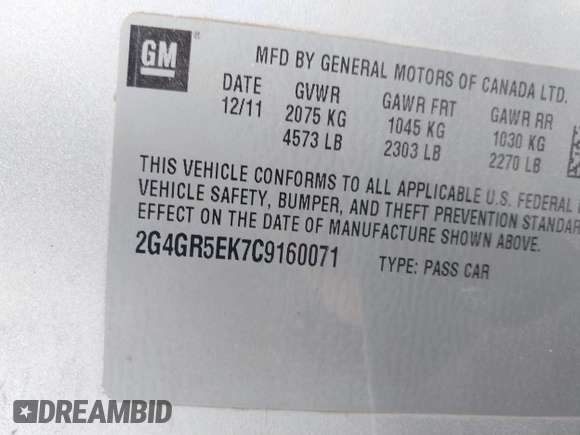 GM
MFD BY GENERAL MOTORS OF CANADA LTD.
DATE GVWR GAWR FRT GAWR RR
12/11 2075 KG 1045 KG 1030 KG
4573 LB 2303 LB 2270 LB
THIS VEHICLE CONFORMS TO ALL APPLICABLE U.S. FEDERAL
VEHICLE SAFETY, BUMPER, AND THEFT PREVENTION STANDAR
EFFECT ON THE DATE OF MANUFACTURE SHOWN ABOVE.
2G4GR5EK7C9160071 TYPE: PASS CAR
DREAMBID